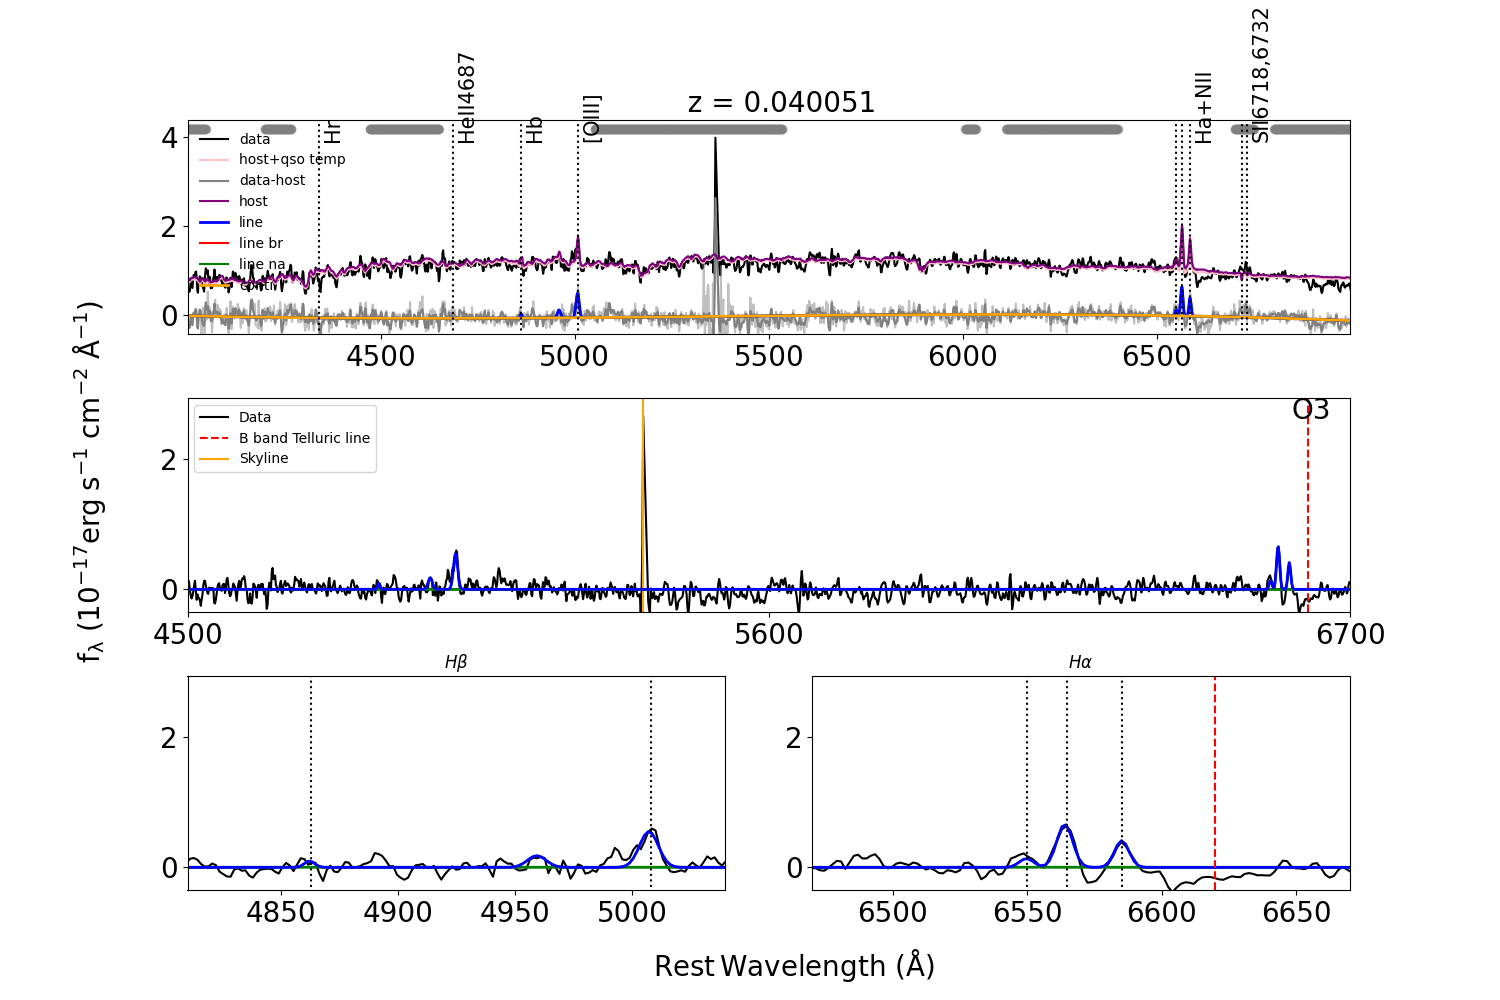 z = 0.040051
Hr
HeII4687
Hb
[OIII]
Ha+NII
SII6718,6732
data
host+qso temp
data-host
host
line
line br
line na
conti
4
2
0
4500
5000
5500
6000
6500
fλ (10−17erg s−1 cm−2 Å−1)
Data
B band Telluric line
Skyline
O3
2
0
4500
5600
6700
Hβ
2
0
4850
4900
4950
5000
Hα
2
0
6500
6550
6600
6650
Rest Wavelength (Å)